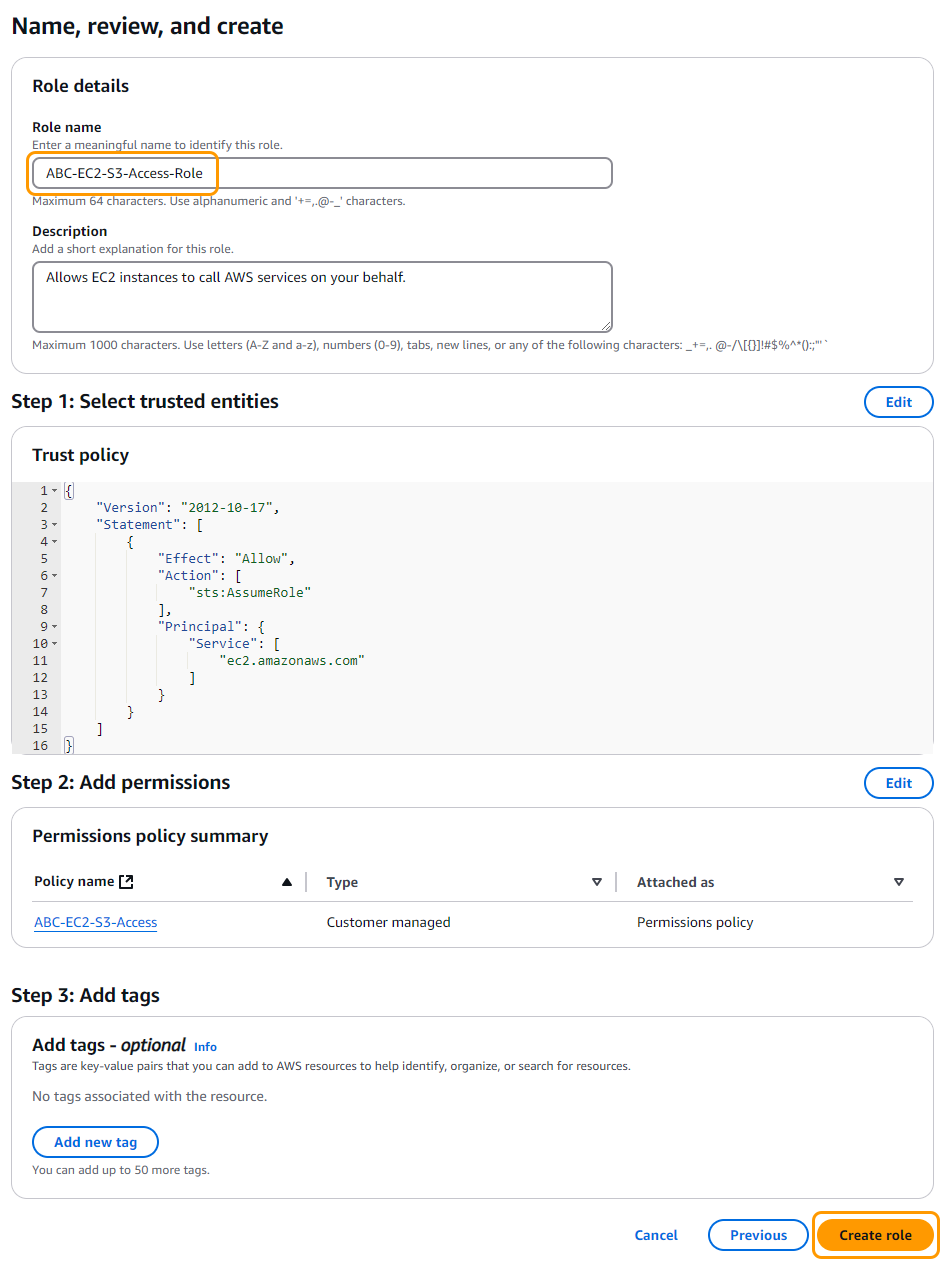 Name, review, and create
Role details
Role name
Enter a meaningful name to identify this role.
ABC-EC2-S3-Access-Role
Maximum 64 characters. Use alphanumeric and '+=,.@-_' characters.
Description
Add a short explanation for this role.
Allows EC2 instances to call AWS services on your behalf.
Maximum 1000 characters. Use letters (A-Z and a-z), numbers (0-9), tabs, new lines, or any of the following characters: _+=,. @-/\[{}]!#$%^*();:"'`
Step 1: Select trusted entities
Edit
Trust policy
1 {
2 "Version": "2012-10-17",
3 "Statement": [
4 {
5 "Effect": "Allow",
6 "Action": [
7 "sts:AssumeRole"
8 ],
9 "Principal": {
10 "Service": [
11 "ec2.amazonaws.com"
12 ]
13 }
14 }
15 ]
16 }
Step 2: Add permissions
Edit
Permissions policy summary
Policy name Type Attached as
ABC-EC2-S3-Access Customer managed Permissions policy
Step 3: Add tags
Add tags - optional Info
Tags are key-value pairs that you can add to AWS resources to help identify, organize, or search for resources.
No tags associated with the resource.
Add new tag
You can add up to 50 more tags.
Cancel Previous Create role